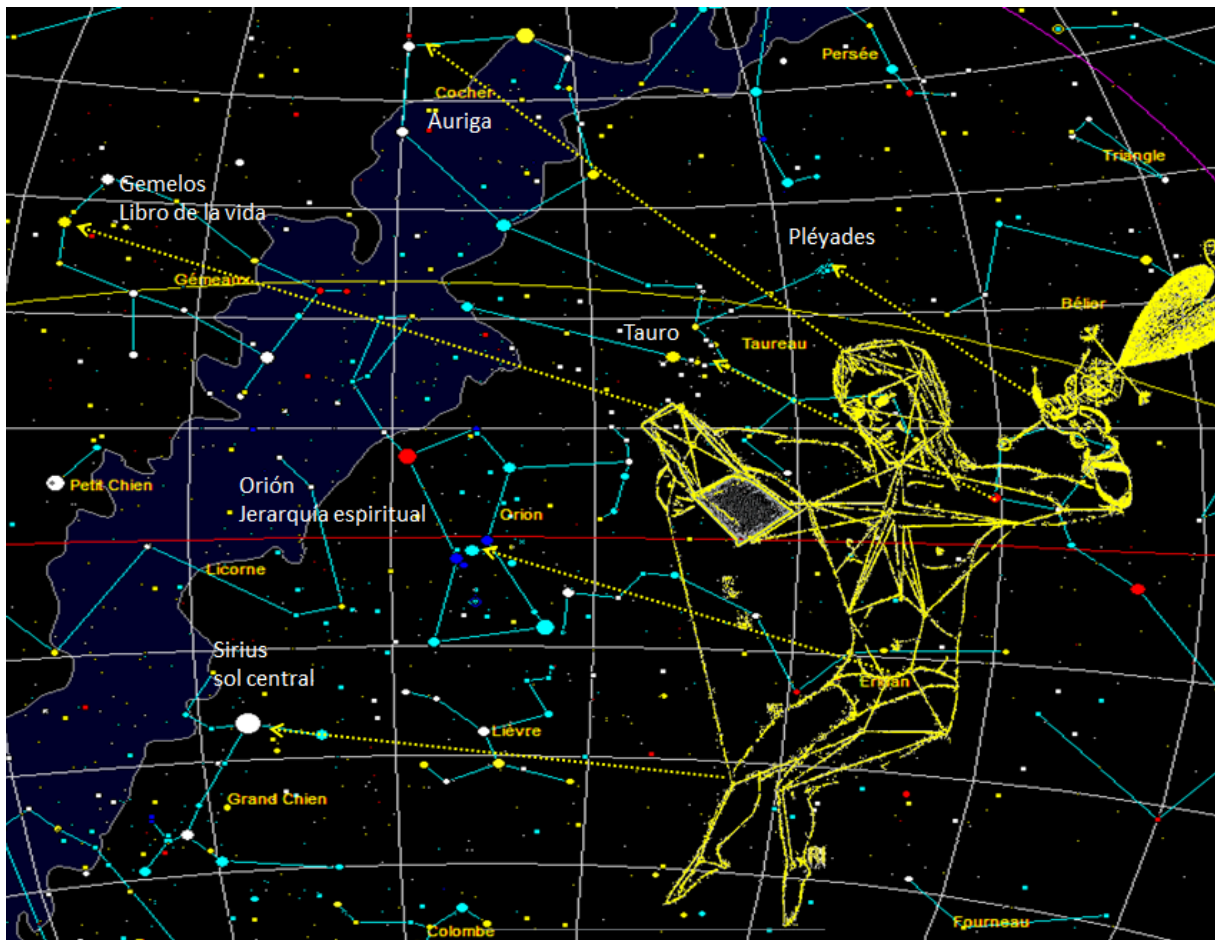 Persée
Cocher
Auriga
Triangle
Gemelos
Libro de la vida
Pléyades
Gémeaux
Bélior
Tauro
Taureau
Petit Chien
Orión
Jerarquía espiritual
Orion
Licorne
Sirius
sol central
Eridan
Lièvre
Grand Chien
Colombe
Fourneau